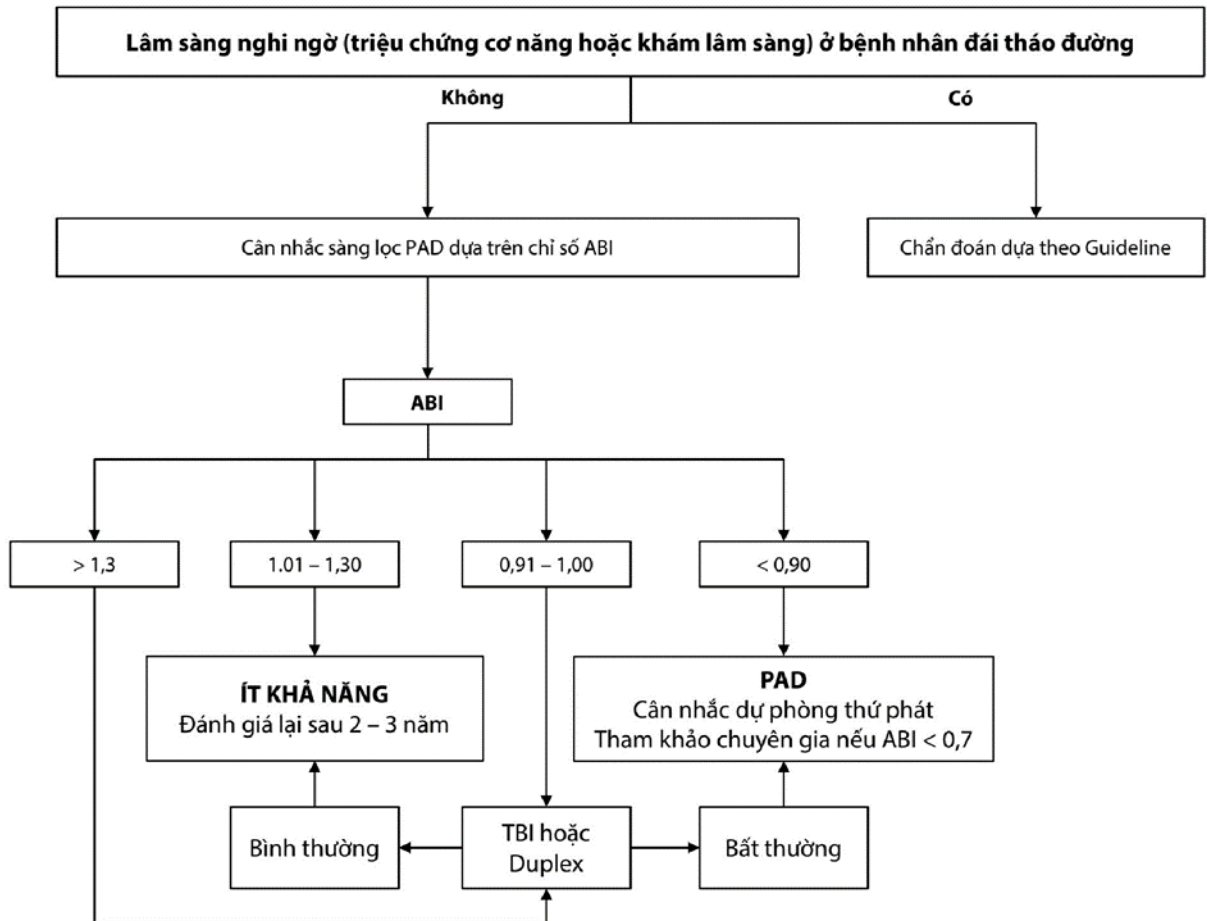 Lâm sàng nghi ngờ (triệu chứng cơ năng hoặc khám lâm sàng) ở bệnh nhân đái tháo đường
Không
Có
Cân nhắc sàng lọc PAD dựa trên chỉ số ABI
Chẩn đoán dựa theo Guideline
ABI
> 1,3
1.01 – 1,30
0,91 – 1,00
< 0,90
ÍT KHẢ NĂNG
Đánh giá lại sau 2 – 3 năm
PAD
Cân nhắc dự phòng thứ phát
Tham khảo chuyên gia nếu ABI < 0,7
Bình thường
TBI hoặc
Duplex
Bất thường